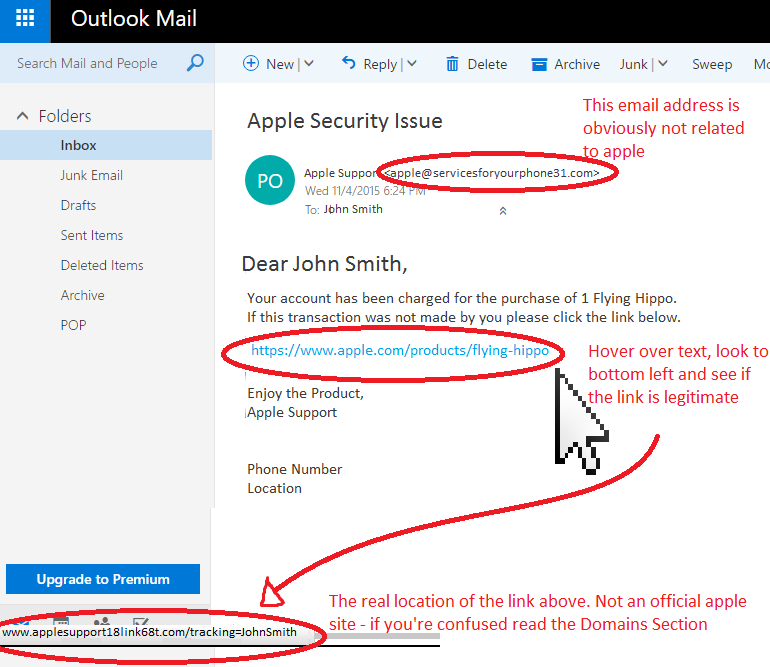 Outlook Mail
Search Mail and People
New
Reply
Delete
Archive
Junk
Sweep
Folders
Inbox
Junk Email
Drafts
Sent Items
Deleted Items
Archive
POP
Upgrade to Premium
Apple Security Issue
This email address is
obviously not related
to apple
PO
Apple Support <apple@servicesforyourphone31.com>
Wed 11/4/2015 6:24 PM
To: John Smith
Dear John Smith,
Your account has been charged for the purchase of 1 Flying Hippo.
If this transaction was not made by you please click the link below.
https://www.apple.com/products/flying-hippo
Hover over text, look to
bottom left and see if
the link is legitimate
Enjoy the Product,
Apple Support
Phone Number
Location
The real location of the link above. Not an official apple
site - if you're confused read the Domains Section
www.applesupport18link68t.com/tracking=JohnSmith